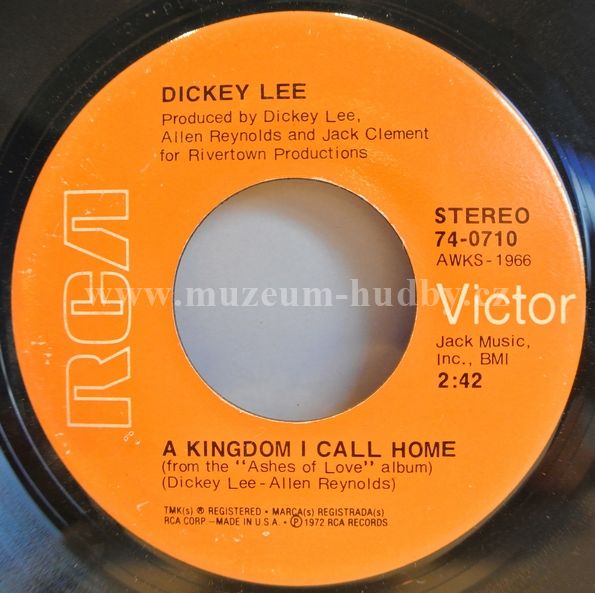 DICKEY LEE
Produced by Dickey Lee,
Allen Reynolds and Jack Clement
for Rivertown Productions
RCA
STEREO
74-0710
AWKS-1966
www.muzeum-hudby.cz
Victor
Jack Music,
Inc., BMI
2:42
A KINGDOM I CALL HOME
(from the "Ashes of Love" album)
(Dickey Lee-Allen Reynolds)
TMK(s) ® REGISTERED • MARCA(s) REGISTRADA(s)
RCA CORP.-MADE IN U.S.A. • ℗ 1972 RCA RECORDS